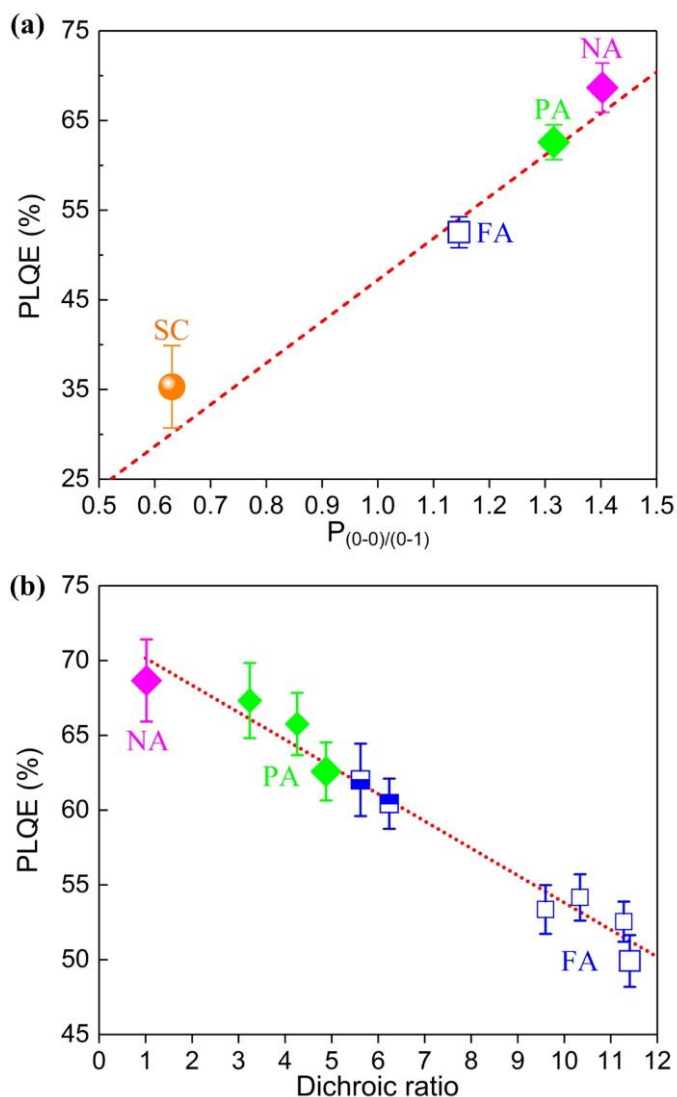 (a)
75
65
55
45
35
25
PLQE (%)
NA
PA
FA
SC
0.5 0.6 0.7 0.8 0.9 1.0 1.1 1.2 1.3 1.4 1.5
P(0-0)/(0-1)
(b)
75
70
65
60
55
50
45
PLQE (%)
NA
PA
FA
0 1 2 3 4 5 6 7 8 9 10 11 12
Dichroic ratio